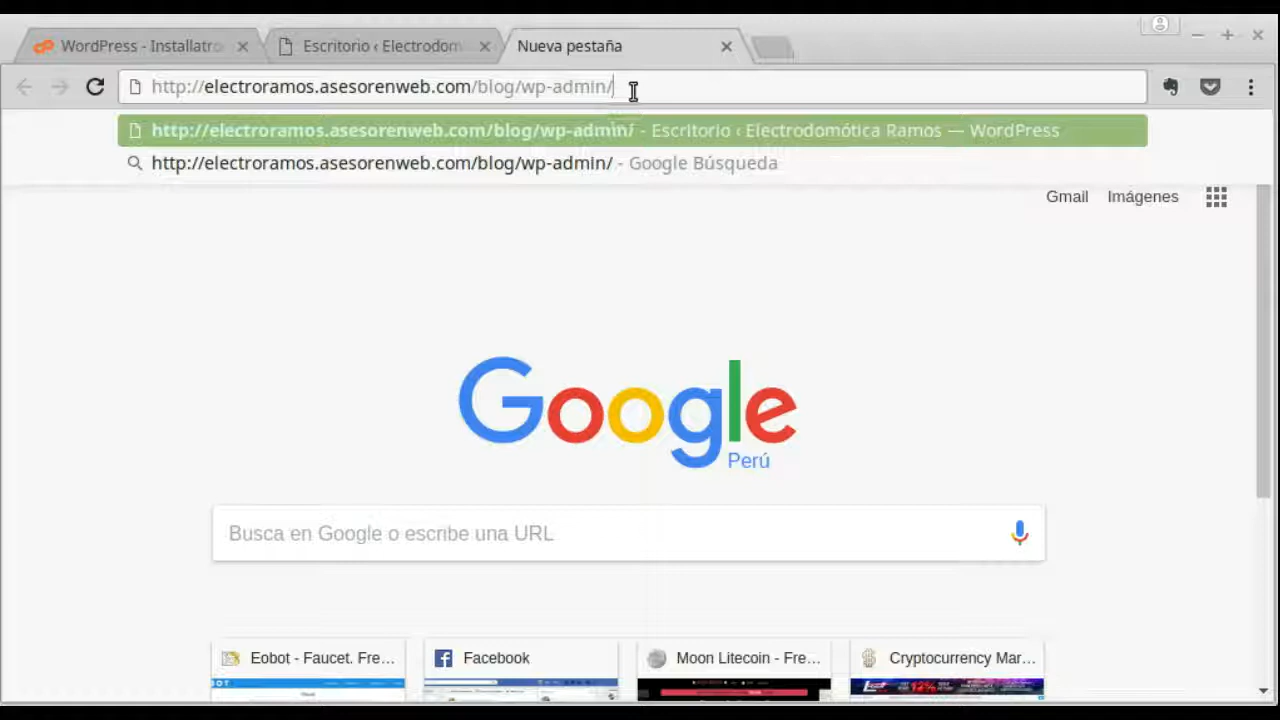 WordPress - Installatro
Escritorio ‹ Electrodom
Nueva pestaña
http://electroramos.asesorenweb.com/blog/wp-admin/
http://electroramos.asesorenweb.com/blog/wp-admin/ - Escritorio ‹ Electrodomótica Ramos — WordPress
http://electroramos.asesorenweb.com/blog/wp-admin/ - Google Búsqueda
Gmail Imágenes
Google
Perú
Busca en Google o escribe una URL
Eobot - Faucet. Fre...
Facebook
Moon Litecoin - Fre...
Cryptocurrency Mar...